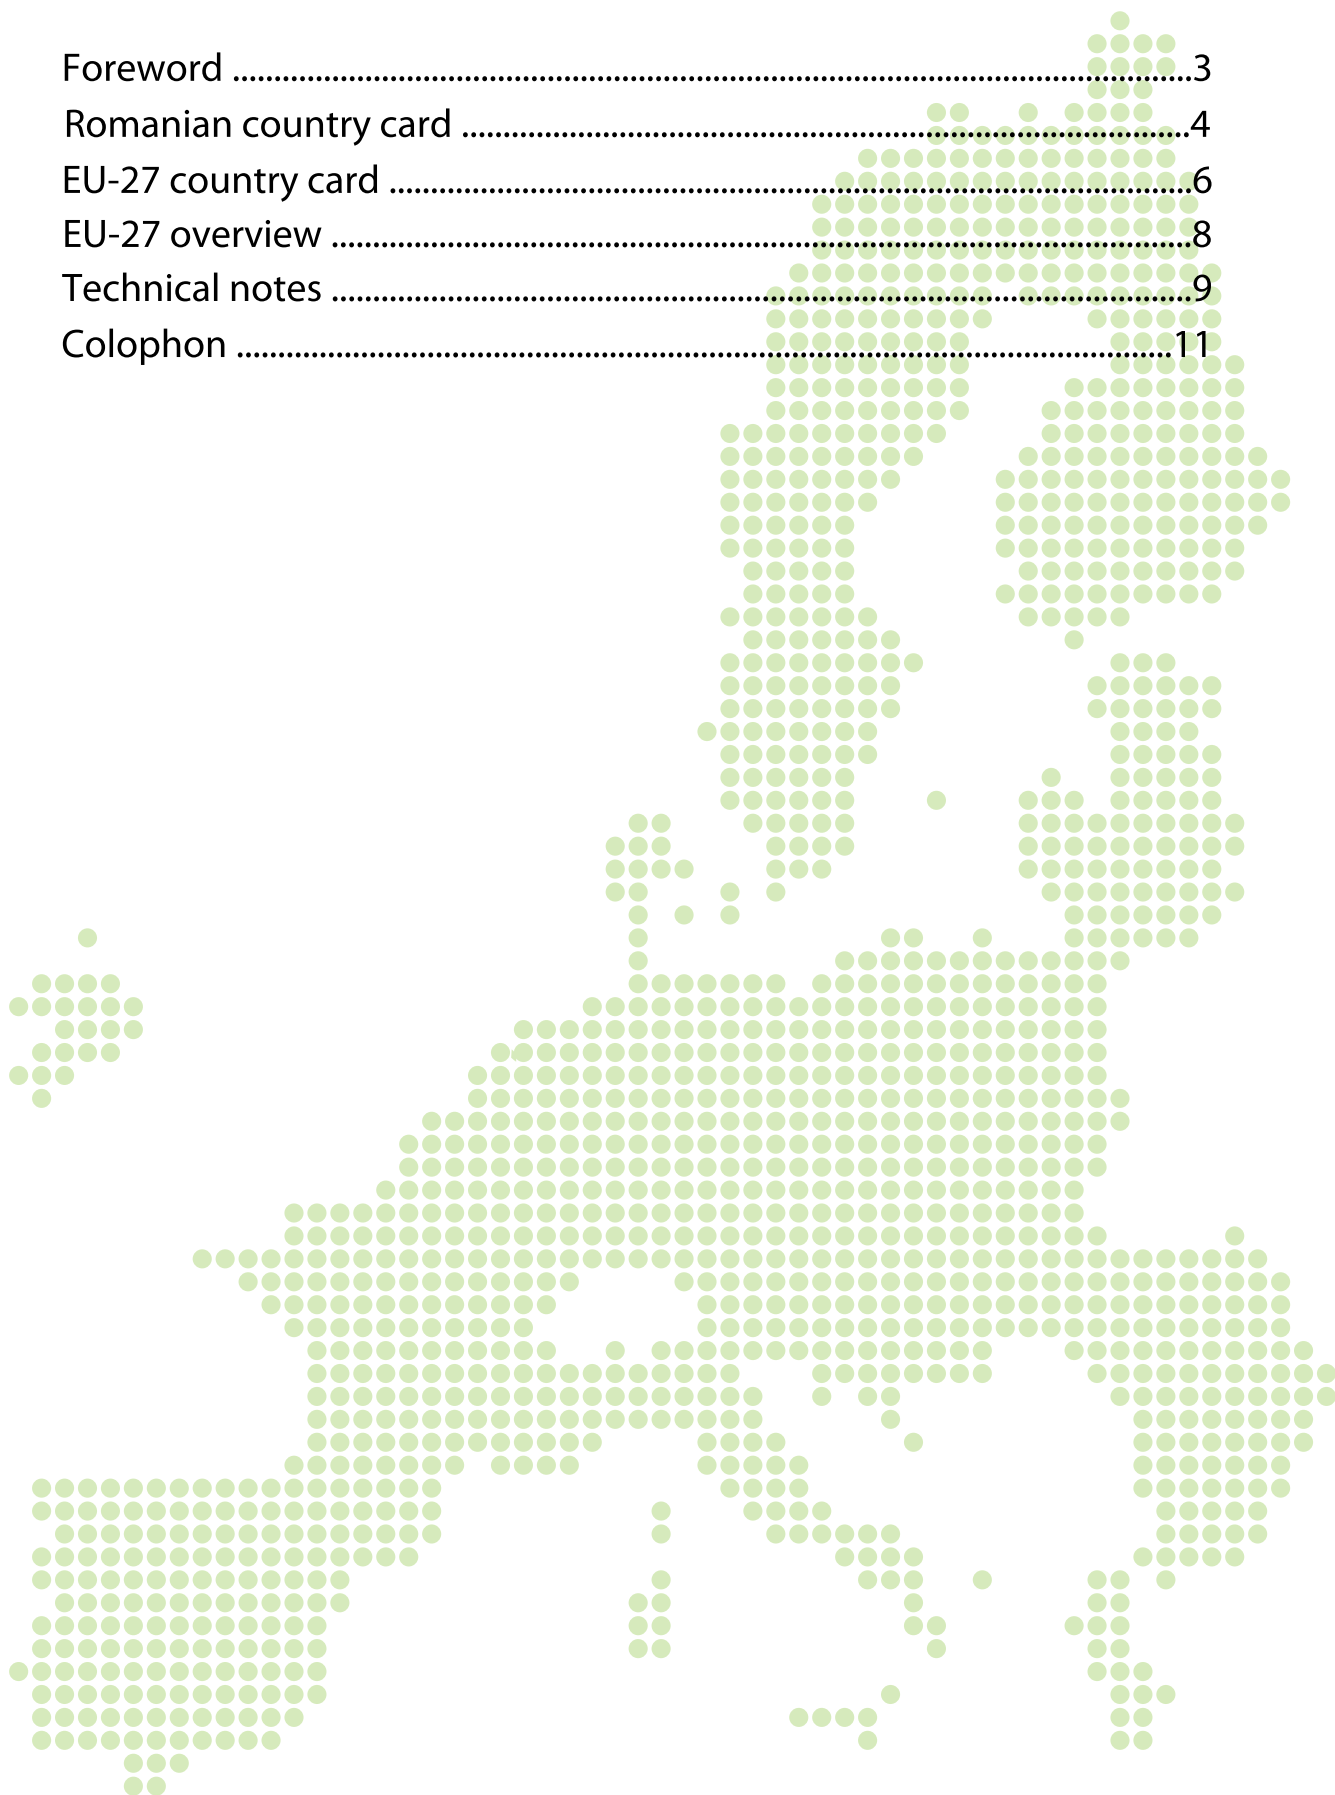 Foreword ........................................................................................................................3
Romanian country card ...........................................................................................4
EU-27 country card ....................................................................................................6
EU-27 overview ...........................................................................................................8
Technical notes ...........................................................................................................9
Colophon .....................................................................................................................11